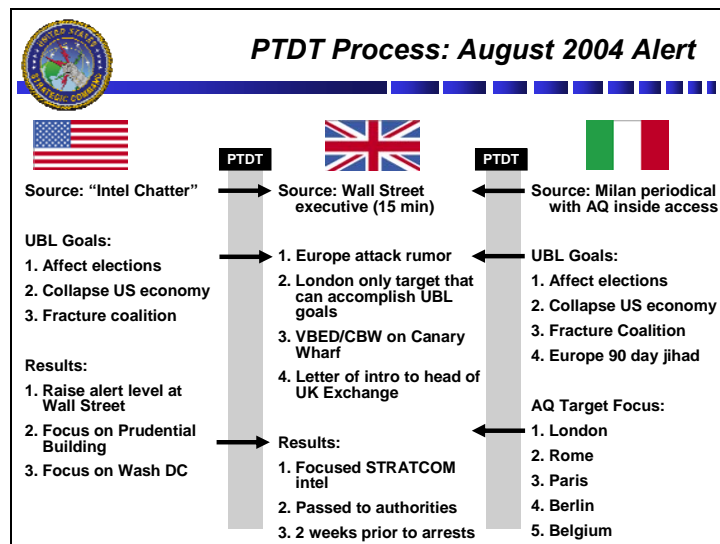 UNITED STATES
STRATEGIC COMMAND
PTDT Process: August 2004 Alert
PTDT
PTDT
Source: “Intel Chatter”
UBL Goals:
1. Affect elections
2. Collapse US economy
3. Fracture coalition
Results:
1. Raise alert level at
Wall Street
2. Focus on Prudential
Building
3. Focus on Wash DC
Source: Wall Street
executive (15 min)
1. Europe attack rumor
2. London only target that
can accomplish UBL
goals
3. VBED/CBW on Canary
Wharf
4. Letter of intro to head of
UK Exchange
Results:
1. Focused STRATCOM
intel
2. Passed to authorities
3. 2 weeks prior to arrests
Source: Milan periodical
with AQ inside access
UBL Goals:
1. Affect elections
2. Collapse US economy
3. Fracture Coalition
4. Europe 90 day jihad
AQ Target Focus:
1. London
2. Rome
3. Paris
4. Berlin
5. Belgium